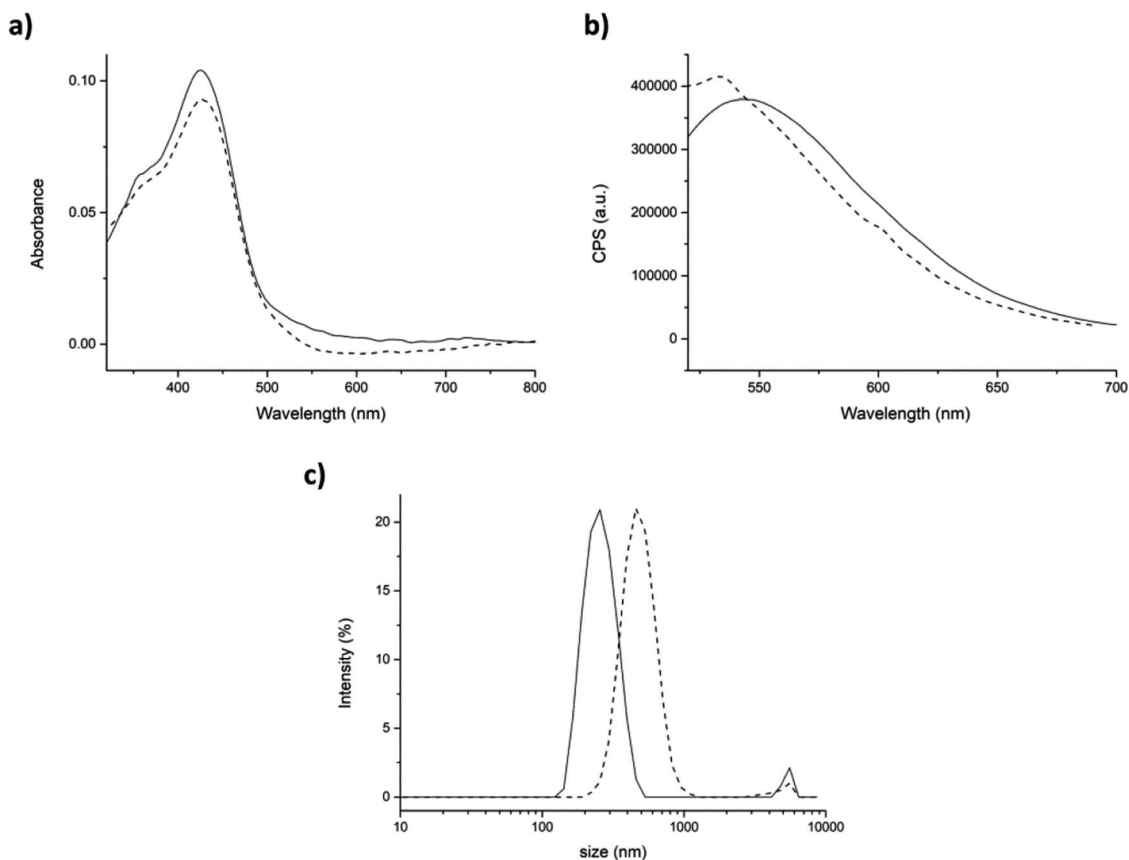 a)
0.10
0.05
0.00
Absorbance
400 500 600 700 800
Wavelength (nm)
b)
400000
300000
200000
100000
0
CPS (a.u.)
550 600 650 700
Wavelength (nm)
c)
20
15
10
5
0
Intensity (%)
10 100 1000 10000
size (nm)